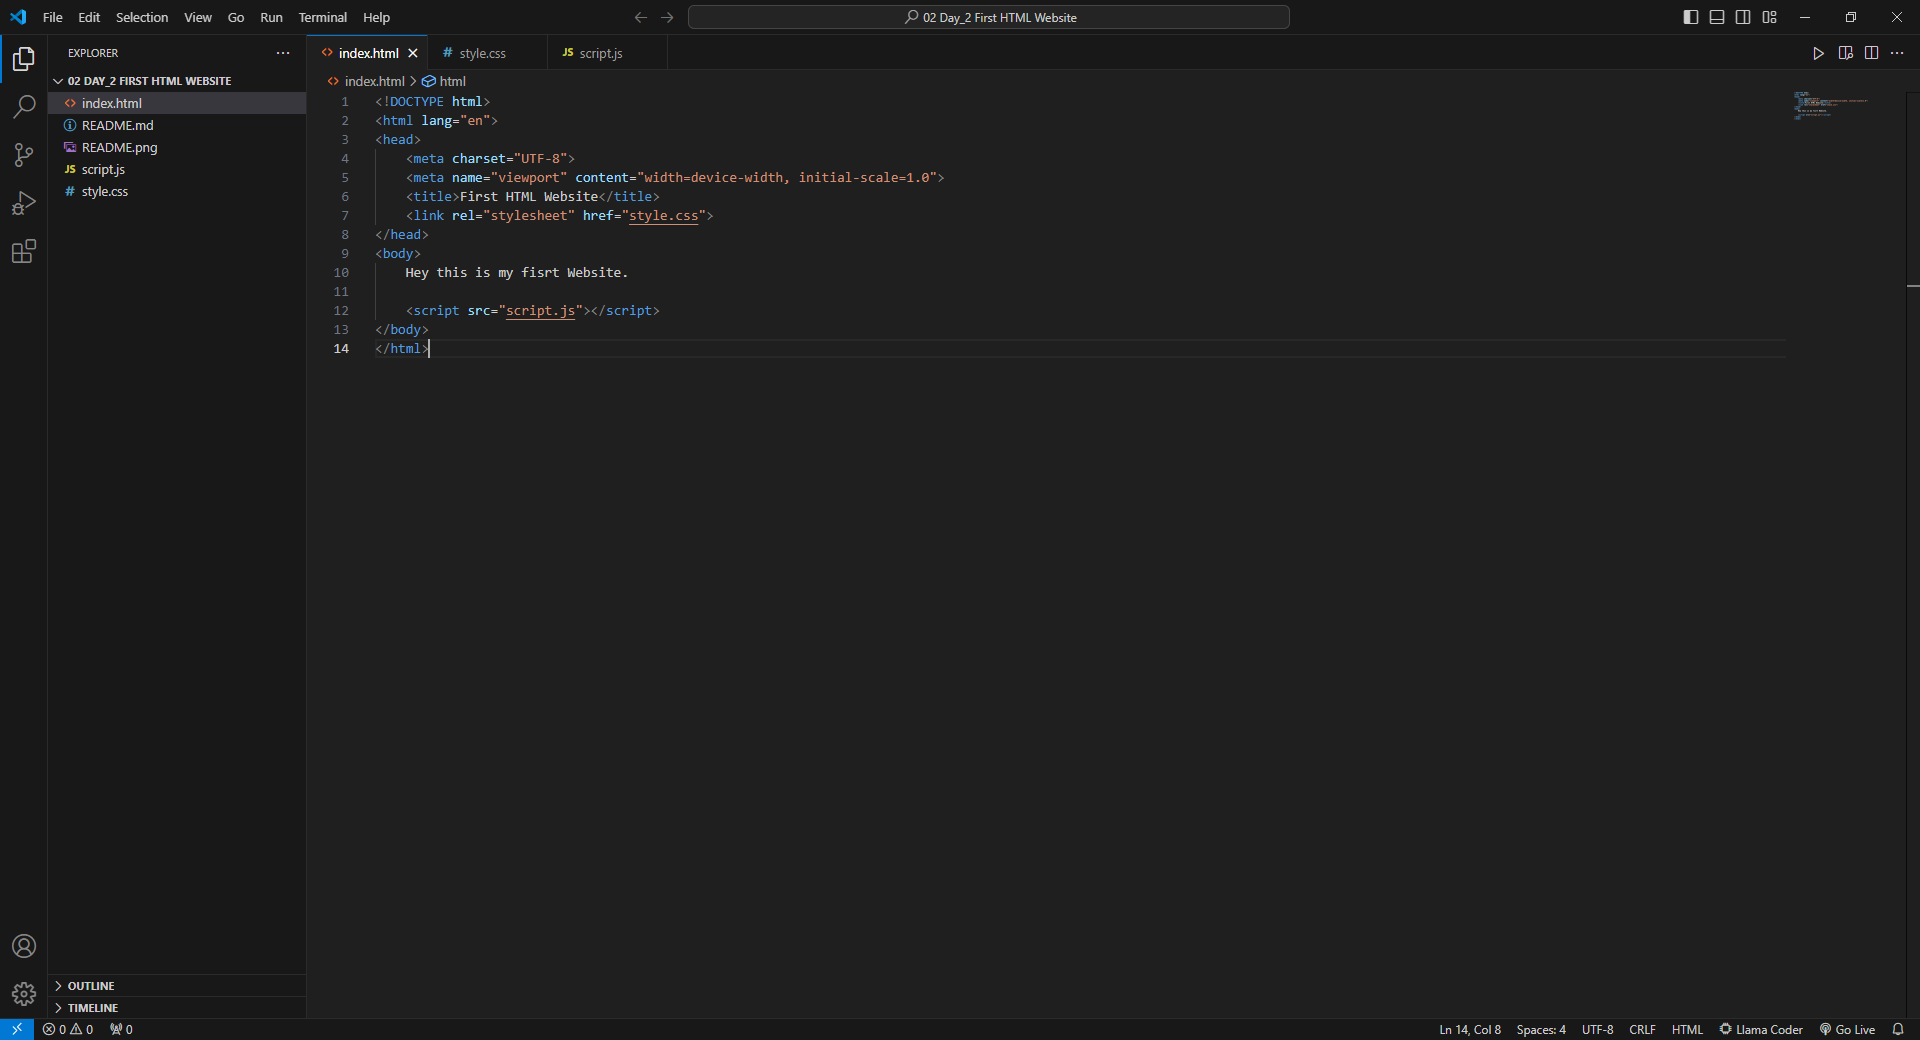 File Edit Selection View Go Run Terminal Help
02 Day_2 First HTML Website
EXPLORER
02 DAY_2 FIRST HTML WEBSITE
index.html
README.md
README.png
JS script.js
# style.css
OUTLINE
TIMELINE
index.html # style.css JS script.js
index.html > html
1 <!DOCTYPE html>
2 <html lang="en">
3 <head>
4 <meta charset="UTF-8">
5 <meta name="viewport" content="width=device-width, initial-scale=1.0">
6 <title>First HTML Website</title>
7 <link rel="stylesheet" href="style.css">
8 </head>
9 <body>
10 Hey this is my fisrt Website.
11
12 <script src="script.js"></script>
13 </body>
14 </html>
0 0 0 Ln 14, Col 8 Spaces: 4 UTF-8 CRLF HTML Llama Coder Go Live